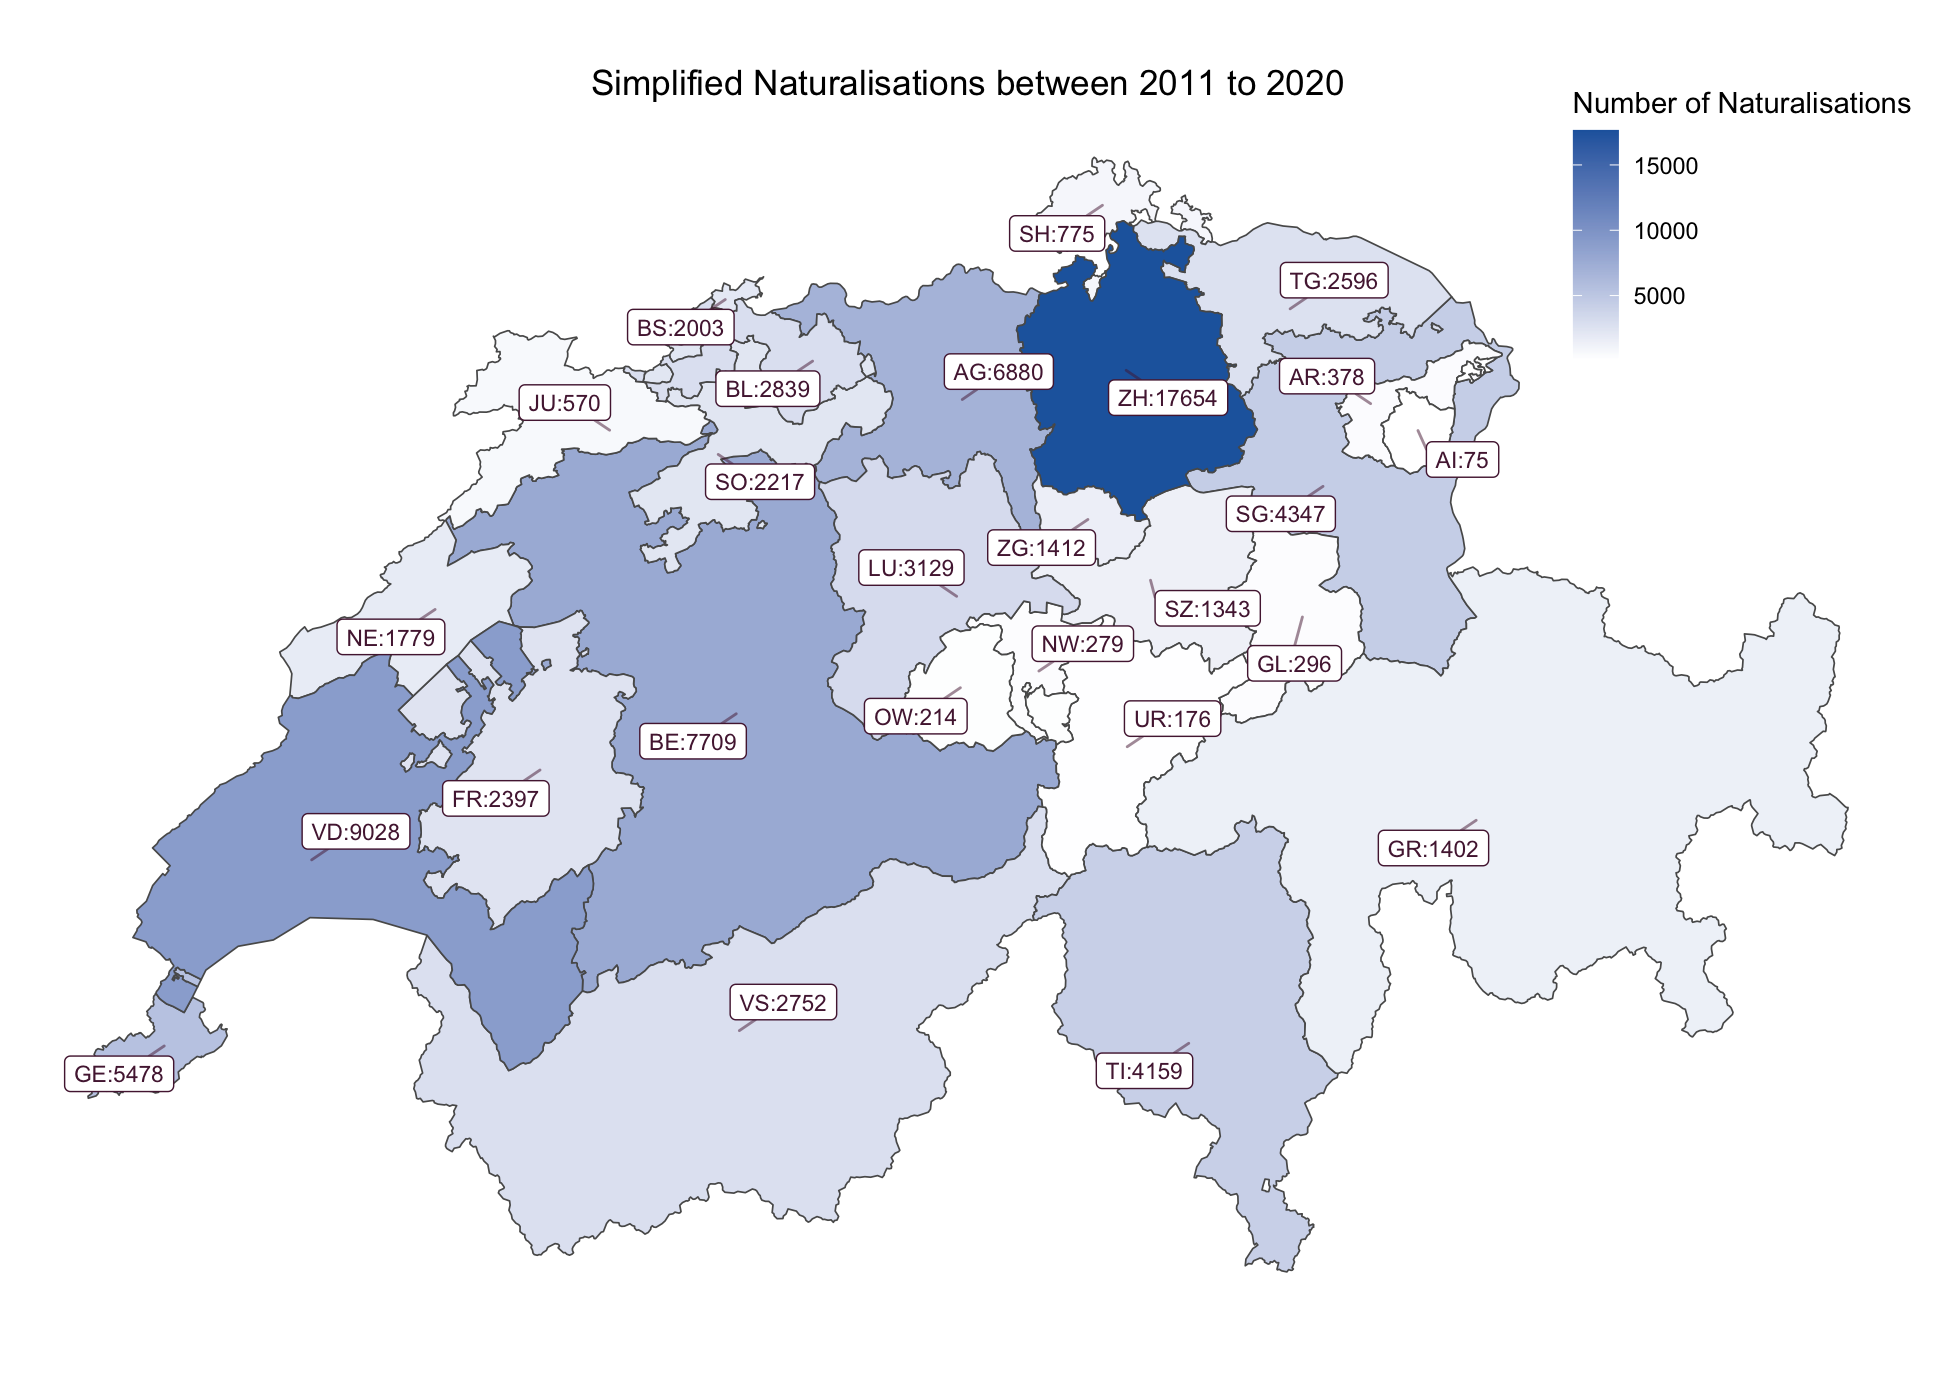 Simplified Naturalisations between 2011 to 2020
Number of Naturalisations
15000
10000
5000
SH:775
TG:2596
BS:2003
AG:6880
AR:378
BL:2839
ZH:17654
JU:570
AI:75
SO:2217
SG:4347
ZG:1412
LU:3129
SZ:1343
NE:1779
NW:279
GL:296
OW:214
UR:176
BE:7709
FR:2397
VD:9028
GR:1402
VS:2752
TI:4159
GE:5478